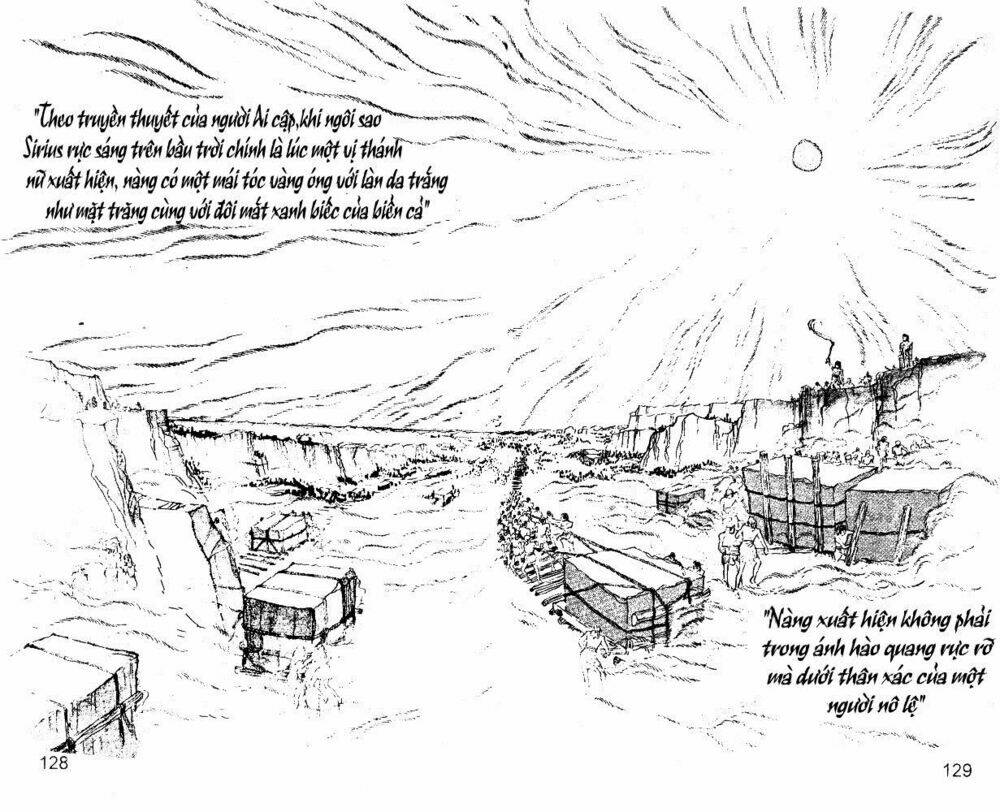 "Theo truyền thuyết của người Ai cập,khi ngôi sao
Sirius rực sáng trên bầu trời chính là lúc một vị thánh
nữ xuất hiện, nàng có một mái tóc vàng óng với làn da trắng
như mặt trăng cùng với đôi mắt xanh biếc của biển cả"
"Nàng xuất hiện không phải
trong ánh hào quang rực rỡ
mà dưới thân xác của một
người nô lệ"
128
129